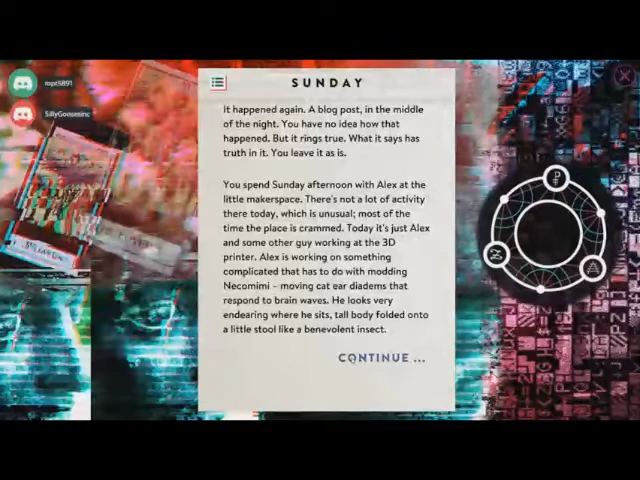 mpt5891
SillyGooseninc
SUNDAY
It happened again. A blog post, in the middle
of the night. You have no idea how that
happened. But it rings true. What it says has
truth in it. You leave it as is.
You spend Sunday afternoon with Alex at the
little makerspace. There's not a lot of activity
there today, which is unusual; most of the
time the place is crammed. Today it's just Alex
and some other guy working at the 3D
printer. Alex is working on something
complicated that has to do with modding
Necomimi – moving cat ear diadems that
respond to brain waves. He looks very
endearing where he sits, tall body folded onto
a little stool like a benevolent insect.
CONTINUE ...